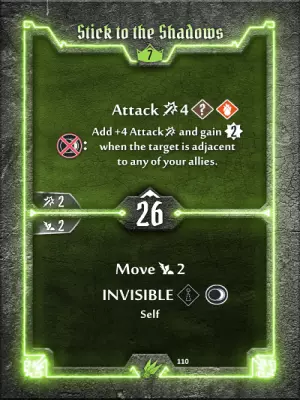 Stick to the Shadows
7
Attack 4 ?
Add +4 Attack and gain 2
: when the target is adjacent
to any of your allies.
2
26
2
Move 2
INVISIBLE
Self
110